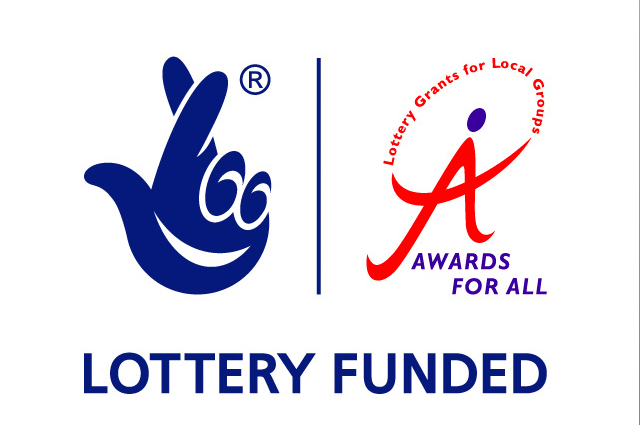 ®
Lottery Grants for Local Groups
AWARDS
FOR ALL
LOTTERY FUNDED